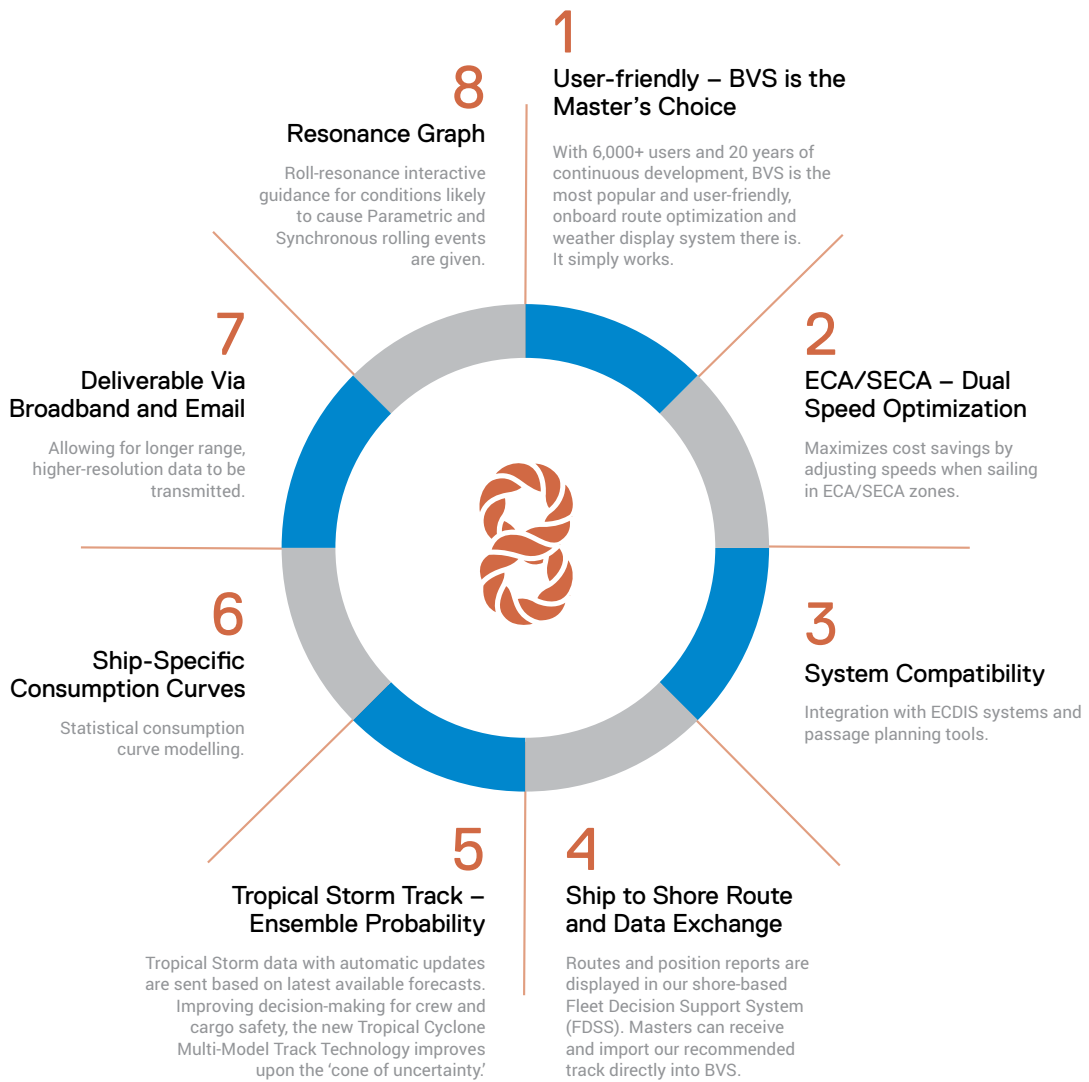 1
User-friendly – BVS is the
Master’s Choice
With 6,000+ users and 20 years of
continuous development, BVS is the
most popular and user-friendly,
onboard route optimization and
weather display system there is.
It simply works.
2
ECA/SECA – Dual
Speed Optimization
Maximizes cost savings by
adjusting speeds when sailing
in ECA/SECA zones.
3
System Compatibility
Integration with ECDIS systems and
passage planning tools.
4
Ship to Shore Route
and Data Exchange
Routes and position reports are
displayed in our shore-based
Fleet Decision Support System
(FDSS). Masters can receive
and import our recommended
track directly into BVS.
5
Tropical Storm Track –
Ensemble Probability
Tropical Storm data with automatic updates
are sent based on latest available forecasts.
Improving decision-making for crew and
cargo safety, the new Tropical Cyclone
Multi-Model Track Technology improves
upon the ‘cone of uncertainty.’
6
Ship-Specific
Consumption Curves
Statistical consumption
curve modelling.
7
Deliverable Via
Broadband and Email
Allowing for longer range,
higher-resolution data to be
transmitted.
8
Resonance Graph
Roll-resonance interactive
guidance for conditions likely
to cause Parametric and
Synchronous rolling events
are given.